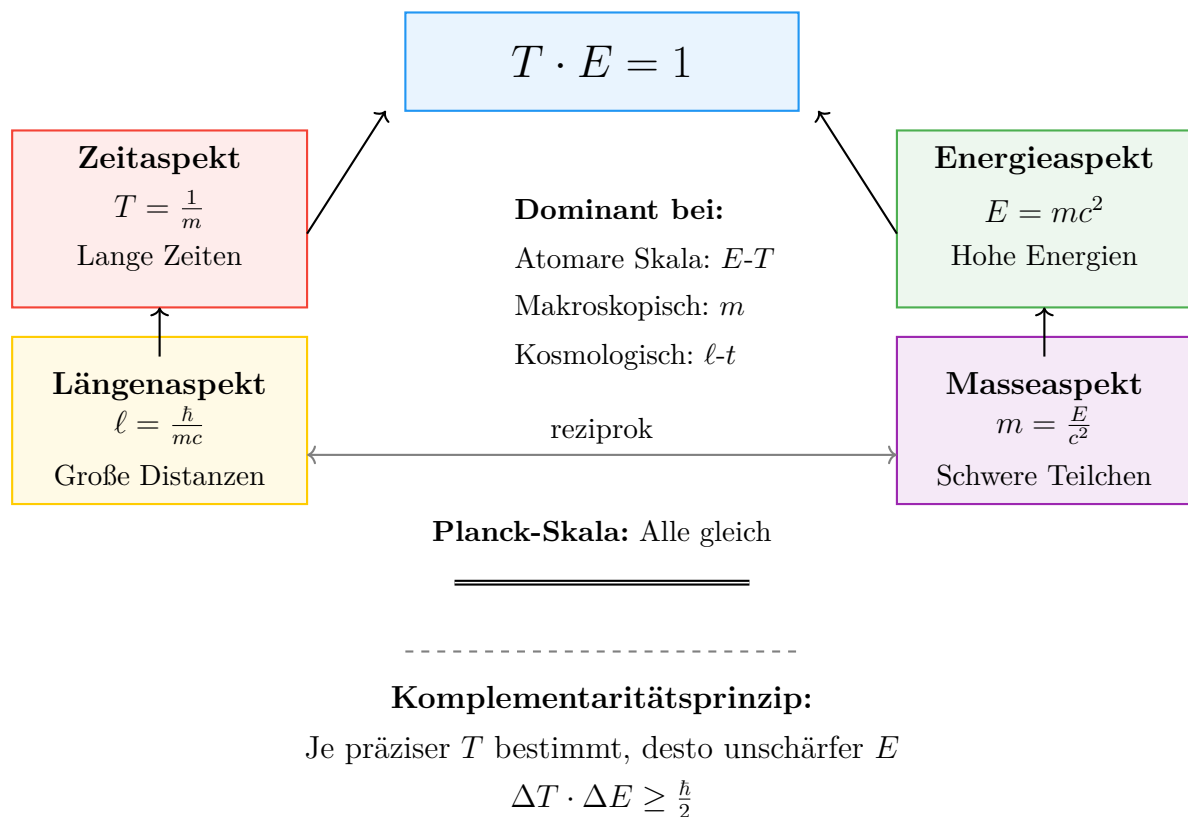 T · E = 1
Zeitaspekt
T = 1/m
Lange Zeiten
Energieaspekt
E = mc²
Hohe Energien
Dominant bei:
Atomare Skala: E-T
Makroskopisch: m
Kosmologisch: ℓ-t
Längenaspekt
ℓ = ħ/mc
Große Distanzen
reziprok
Masseaspekt
m = E/c²
Schwere Teilchen
Planck-Skala: Alle gleich
Komplementaritätsprinzip:
Je präziser T bestimmt, desto unschärfer E
ΔT · ΔE ≥ ħ/2